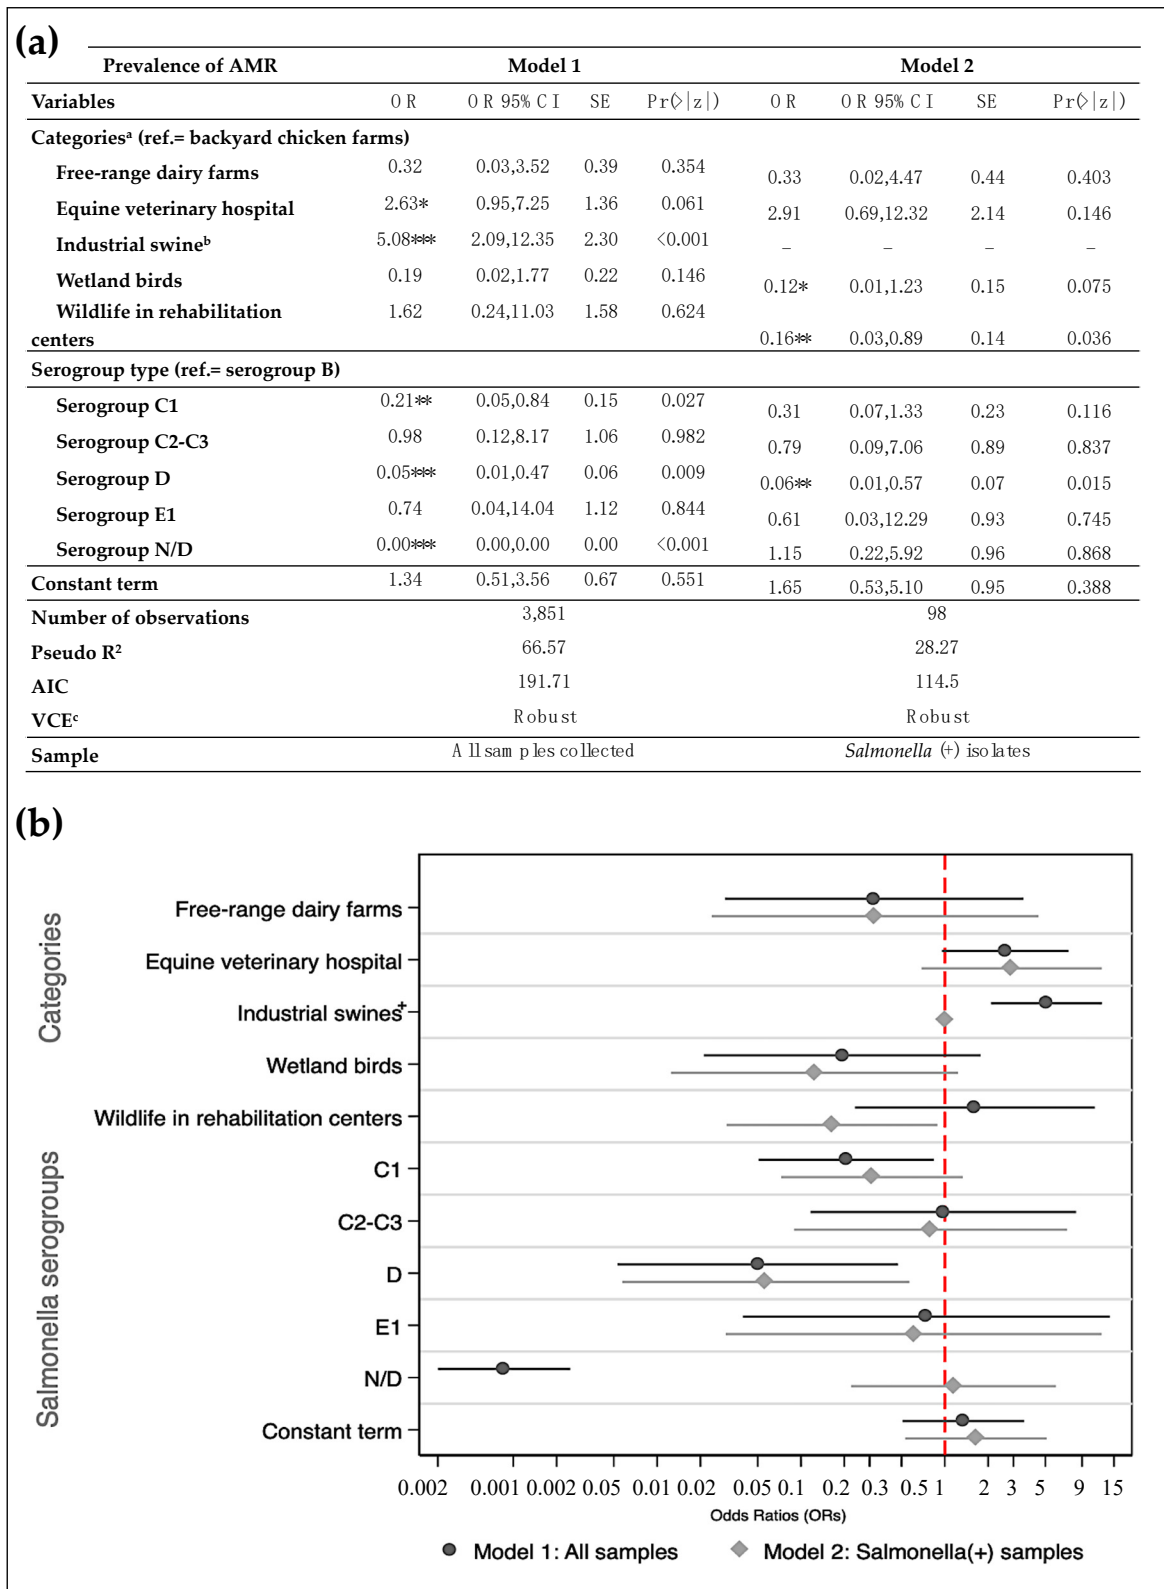 (a)
Prevalence of AMR Model 1 Model 2
Variables OR OR 95% CI SE Pr(>|z|) OR OR 95% CI SE Pr(>|z|)
Categoriesᵃ (ref.= backyard chicken farms)
Free-range dairy farms 0.32 0.03,3.52 0.39 0.354 0.33 0.02,4.47 0.44 0.403
Equine veterinary hospital 2.63* 0.95,7.25 1.36 0.061 2.91 0.69,12.32 2.14 0.146
Industrial swineᵇ 5.08*** 2.09,12.35 2.30 <0.001 – – – –
Wetland birds 0.19 0.02,1.77 0.22 0.146 0.12* 0.01,1.23 0.15 0.075
Wildlife in rehabilitation 1.62 0.24,11.03 1.58 0.624
centers 0.16** 0.03,0.89 0.14 0.036
Serogroup type (ref.= serogroup B)
Serogroup C1 0.21** 0.05,0.84 0.15 0.027 0.31 0.07,1.33 0.23 0.116
Serogroup C2-C3 0.98 0.12,8.17 1.06 0.982 0.79 0.09,7.06 0.89 0.837
Serogroup D 0.05*** 0.01,0.47 0.06 0.009 0.06** 0.01,0.57 0.07 0.015
Serogroup E1 0.74 0.04,14.04 1.12 0.844 0.61 0.03,12.29 0.93 0.745
Serogroup N/D 0.00*** 0.00,0.00 0.00 <0.001 1.15 0.22,5.92 0.96 0.868
Constant term 1.34 0.51,3.56 0.67 0.551 1.65 0.53,5.10 0.95 0.388
Number of observations 3,851 98
Pseudo R² 66.57 28.27
AIC 191.71 114.5
VCEᶜ Robust Robust
Sample All samples collected Salmonella (+) isolates
(b)
Categories
Free-range dairy farms
Equine veterinary hospital
Industrial swines⁺
Wetland birds
Wildlife in rehabilitation centers
Salmonella serogroups
C1
C2-C3
D
E1
N/D
Constant term
0.002 0.001 0.002 0.05 0.01 0.02 0.05 0.1 0.2 0.3 0.5 1 2 3 5 9 15
Odds Ratios (ORs)
Model 1: All samples Model 2: Salmonella(+) samples